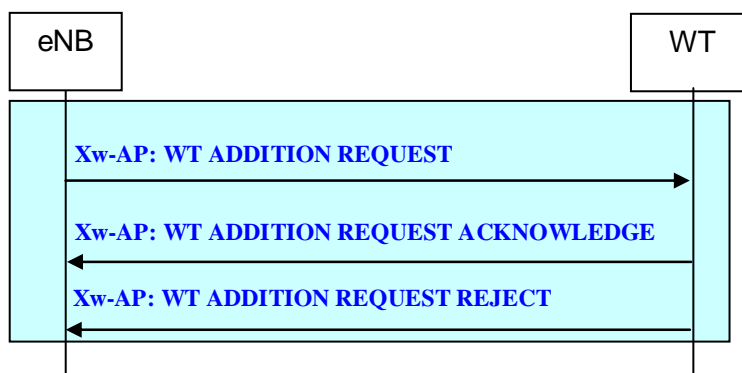 eNB
WT
Xw-AP: WT ADDITION REQUEST
Xw-AP: WT ADDITION REQUEST ACKNOWLEDGE
Xw-AP: WT ADDITION REQUEST REJECT